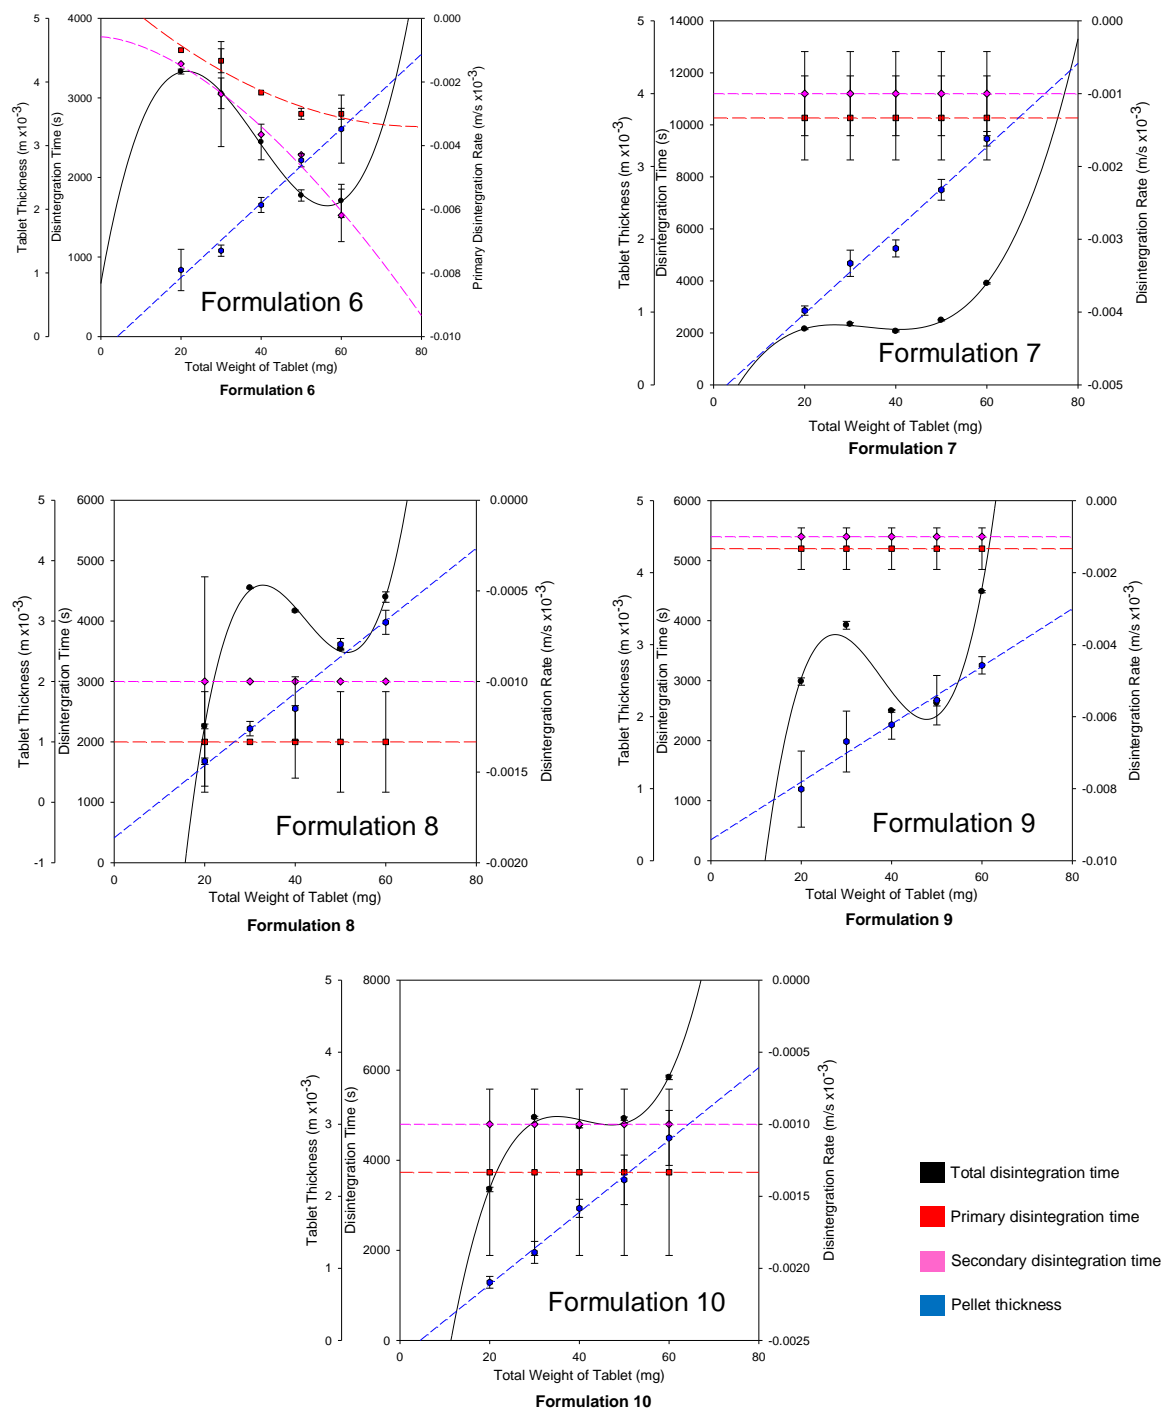 Tablet Thickness (m x10-3)
5
4
3
2
1
0
Disintergration Time (s)
4000
3000
2000
1000
0
0.000
-0.002
-0.004
-0.006
-0.008
-0.010
Primary Disintegration Rate (m/s x10-3)
Formulation 6
0 20 40 60 80
Total Weight of Tablet (mg)
Formulation 6
Tablet Thickness (m x10-3)
5
4
3
2
1
0
Disintergration Time (s)
14000
12000
10000
8000
6000
4000
2000
0
0.000
-0.001
-0.002
-0.003
-0.004
-0.005
Disintegration Rate (m/s x10-3)
Formulation 7
0 20 40 60 80
Total Weight of Tablet (mg)
Formulation 7
Tablet Thickness (m x10-3)
5
4
3
2
1
0
-1
Disintergration Time (s)
6000
5000
4000
3000
2000
1000
0
0.0000
-0.0005
-0.0010
-0.0015
-0.0020
Disintegration Rate (m/s x10-3)
Formulation 8
0 20 40 60 80
Total Weight of Tablet (mg)
Formulation 8
Tablet Thickness (m x10-3)
5
4
3
2
1
0
Disintergration Time (s)
6000
5000
4000
3000
2000
1000
0
0.000
-0.002
-0.004
-0.006
-0.008
-0.010
Disintegration Rate (m/s x10-3)
Formulation 9
0 20 40 60 80
Total Weight of Tablet (mg)
Formulation 9
Tablet Thickness (m x10-3)
5
4
3
2
1
0
Disintergration Time (s)
8000
6000
4000
2000
0
0.0000
-0.0005
-0.0010
-0.0015
-0.0020
-0.0025
Disintegration Rate (m/s x10-3)
Formulation 10
0 20 40 60 80
Total Weight of Tablet (mg)
Formulation 10
Total disintegration time
Primary disintegration time
Secondary disintegration time
Pellet thickness